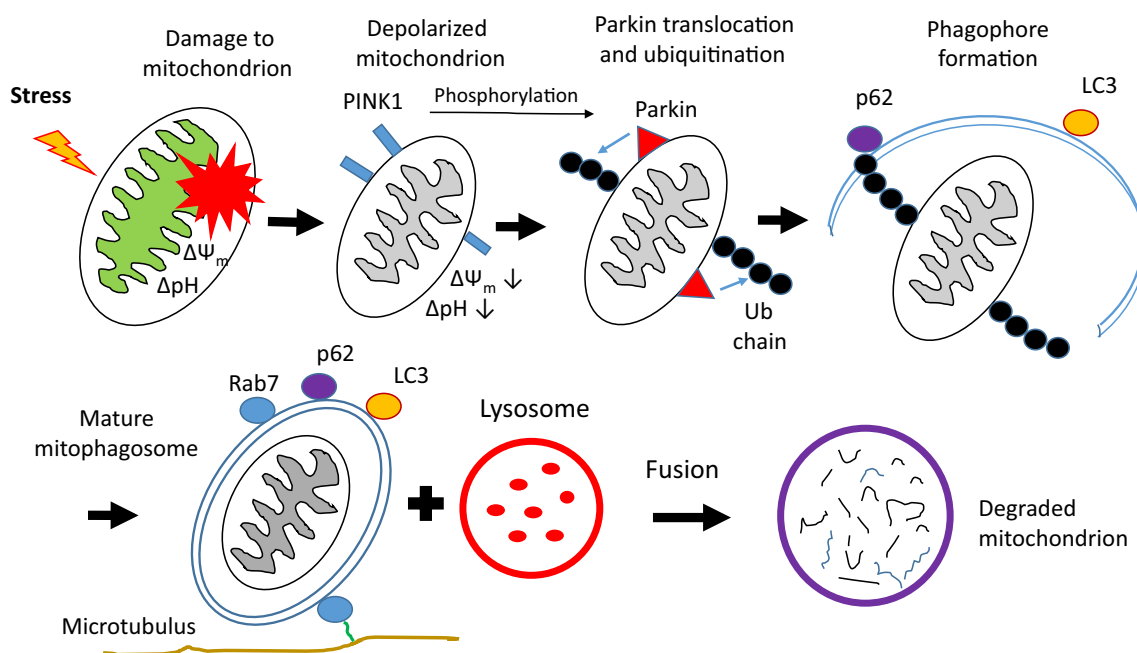 Damage to
mitochondrion
Depolarized
mitochondrion
Parkin translocation
and ubiquitination
Phagophore
formation
Stress
PINK1
Phosphorylation
Parkin
p62
LC3
ΔΨm
ΔpH
ΔΨm ↓
ΔpH ↓
Ub
chain
Mature
mitophagosome
Rab7
p62
LC3
Lysosome
Fusion
Degraded
mitochondrion
Microtubulus